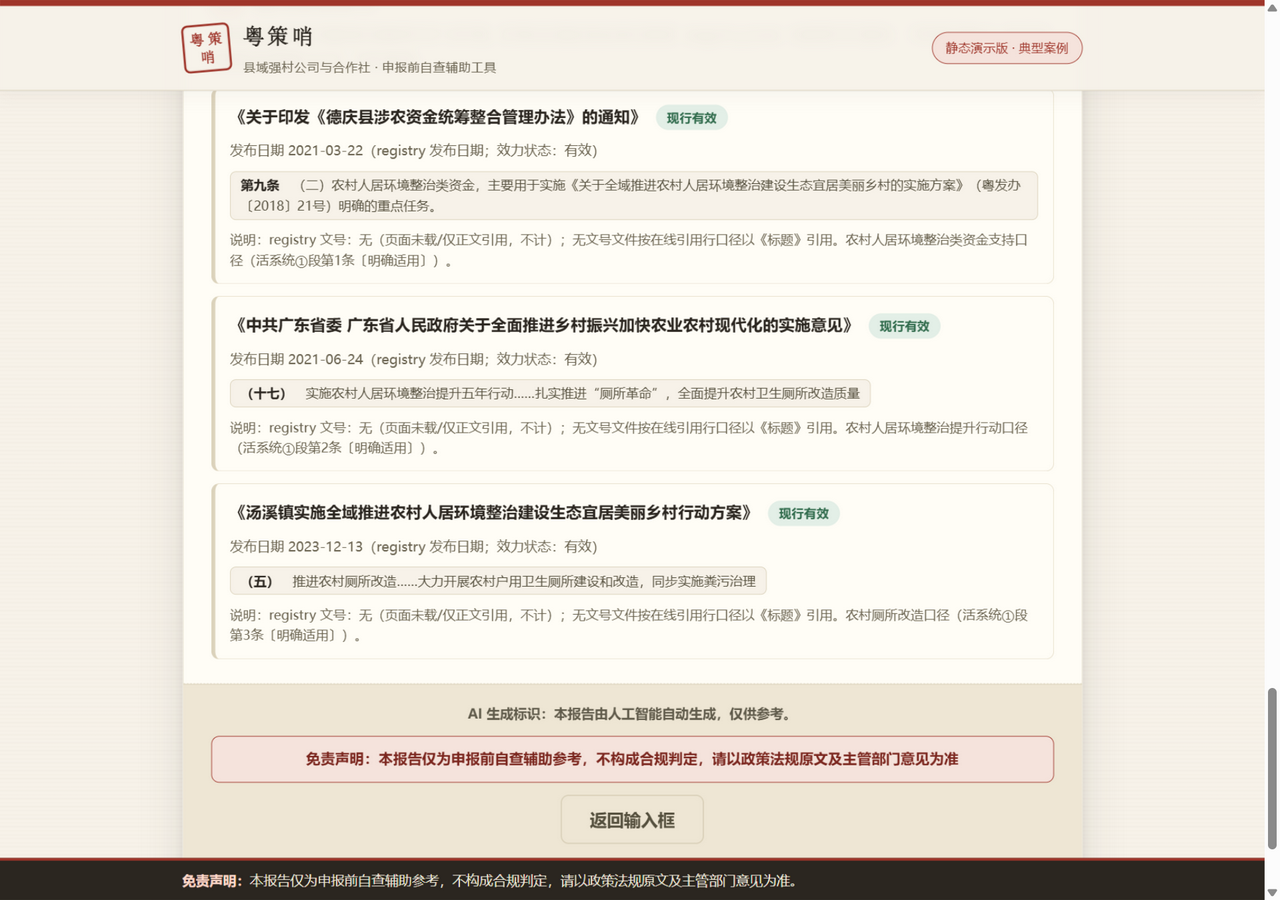 粤策
哨
粤策哨
县域强村公司与合作社 · 申报前自查辅助工具
静态演示版 · 典型案例
《关于印发《德庆县涉农资金统筹整合管理办法》的通知》 现行有效
发布日期 2021-03-22（registry 发布日期；效力状态：有效）
第九条 （二）农村人居环境整治类资金，主要用于实施《关于全域推进农村人居环境整治建设生态宜居美丽乡村的实施方案》（粤发办
〔2018〕21号）明确的重点任务。
说明：registry 文号：无（页面未载/仅正文引用，不计）；无文号文件按在线引用行口径以《标题》引用。农村人居环境整治类资金支持口
径（活系统①段第1条〔明确适用〕）。
《中共广东省委 广东省人民政府关于全面推进乡村振兴加快农业农村现代化的实施意见》 现行有效
发布日期 2021-06-24（registry 发布日期；效力状态：有效）
（十七） 实施农村人居环境整治提升五年行动……扎实推进“厕所革命”，全面提升农村卫生厕所改造质量
说明：registry 文号：无（页面未载/仅正文引用，不计）；无文号文件按在线引用行口径以《标题》引用。农村人居环境整治提升行动口径
（活系统①段第2条〔明确适用〕）。
《汤溪镇实施全域推进农村人居环境整治建设生态宜居美丽乡村行动方案》 现行有效
发布日期 2023-12-13（registry 发布日期；效力状态：有效）
（五） 推进农村厕所改造……大力开展农村户用卫生厕所建设和改造，同步实施粪污治理
说明：registry 文号：无（页面未载/仅正文引用，不计）；无文号文件按在线引用行口径以《标题》引用。农村厕所改造口径（活系统①段
第3条〔明确适用〕）。
AI 生成标识：本报告由人工智能自动生成，仅供参考。
免责声明：本报告仅为申报前自查辅助参考，不构成合规判定，请以政策法规原文及主管部门意见为准
返回输入框
免责声明：本报告仅为申报前自查辅助参考，不构成合规判定，请以政策法规原文及主管部门意见为准。